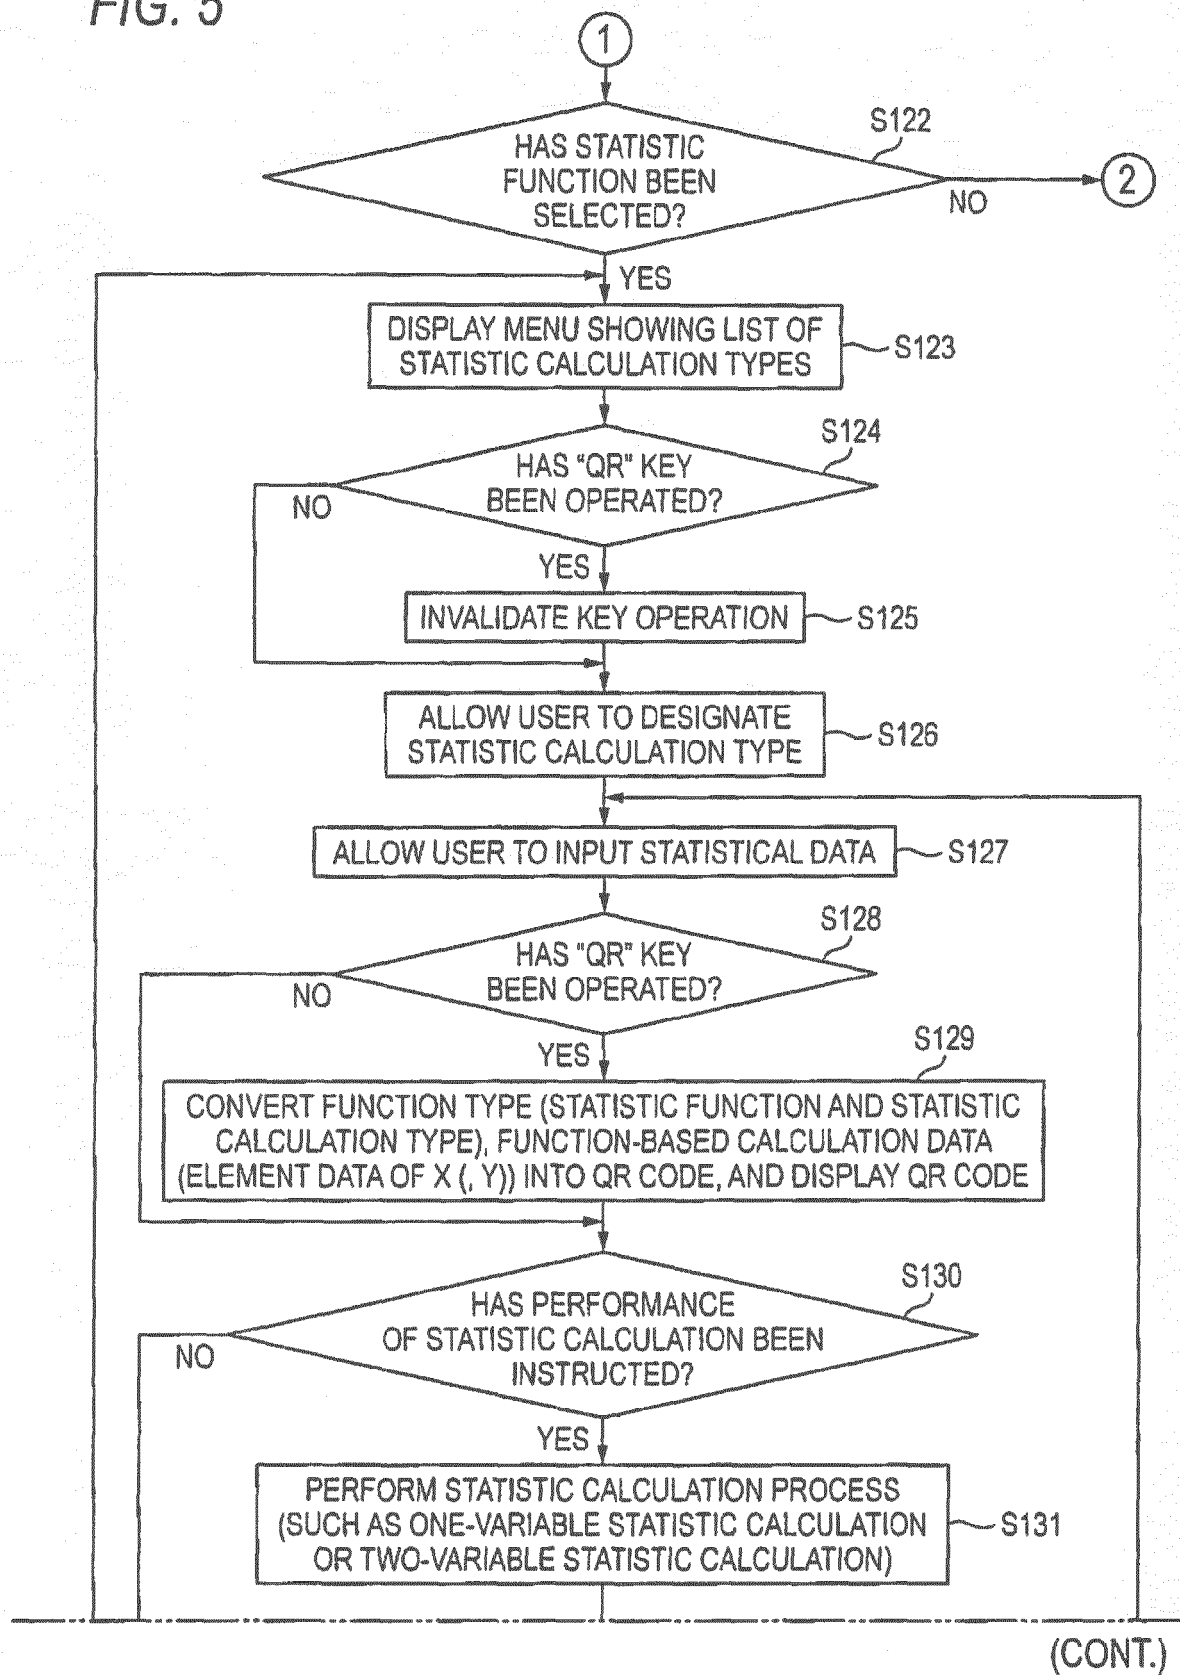 FIG. 5
1
S122
HAS STATISTIC
FUNCTION BEEN
SELECTED?
2
NO
YES
DISPLAY MENU SHOWING LIST OF
STATISTIC CALCULATION TYPES
S123
S124
HAS "QR" KEY
BEEN OPERATED?
NO
YES
INVALIDATE KEY OPERATION
S125
ALLOW USER TO DESIGNATE
STATISTIC CALCULATION TYPE
S126
ALLOW USER TO INPUT STATISTICAL DATA
S127
S128
HAS "QR" KEY
BEEN OPERATED?
NO
YES
S129
CONVERT FUNCTION TYPE (STATISTIC FUNCTION AND STATISTIC
CALCULATION TYPE), FUNCTION-BASED CALCULATION DATA
(ELEMENT DATA OF X (, Y)) INTO QR CODE, AND DISPLAY QR CODE
S130
HAS PERFORMANCE
OF STATISTIC CALCULATION BEEN
INSTRUCTED?
NO
YES
PERFORM STATISTIC CALCULATION PROCESS
(SUCH AS ONE-VARIABLE STATISTIC CALCULATION
OR TWO-VARIABLE STATISTIC CALCULATION)
S131
(CONT.)